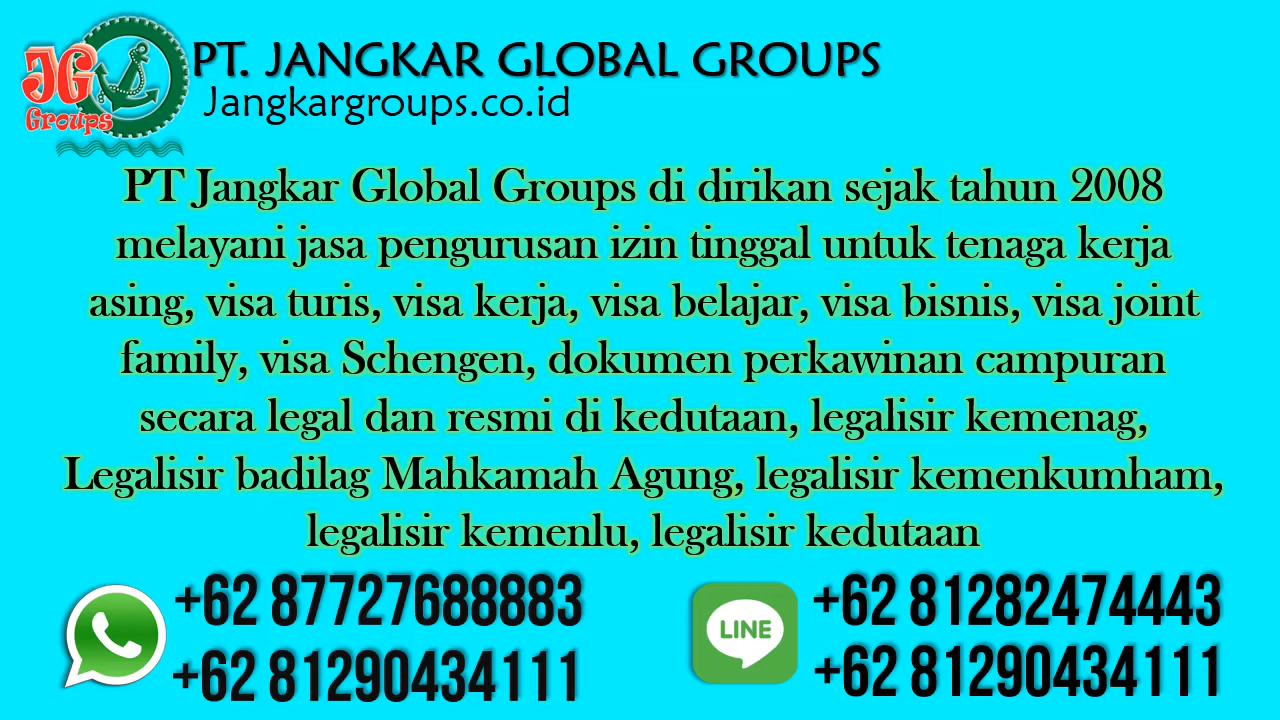 JG
Groups
PT. JANGKAR GLOBAL GROUPS
Jangkargroups.co.id
PT Jangkar Global Groups di dirikan sejak tahun 2008
melayani jasa pengurusan izin tinggal untuk tenaga kerja
asing, visa turis, visa kerja, visa belajar, visa bisnis, visa joint
family, visa Schengen, dokumen perkawinan campuran
secara legal dan resmi di kedutaan, legalisir kemenag,
Legalisir badilag Mahkamah Agung, legalisir kemenkumham,
legalisir kemenlu, legalisir kedutaan
+62 87727688883
+62 81290434111
LINE
+62 81282474443
+62 81290434111